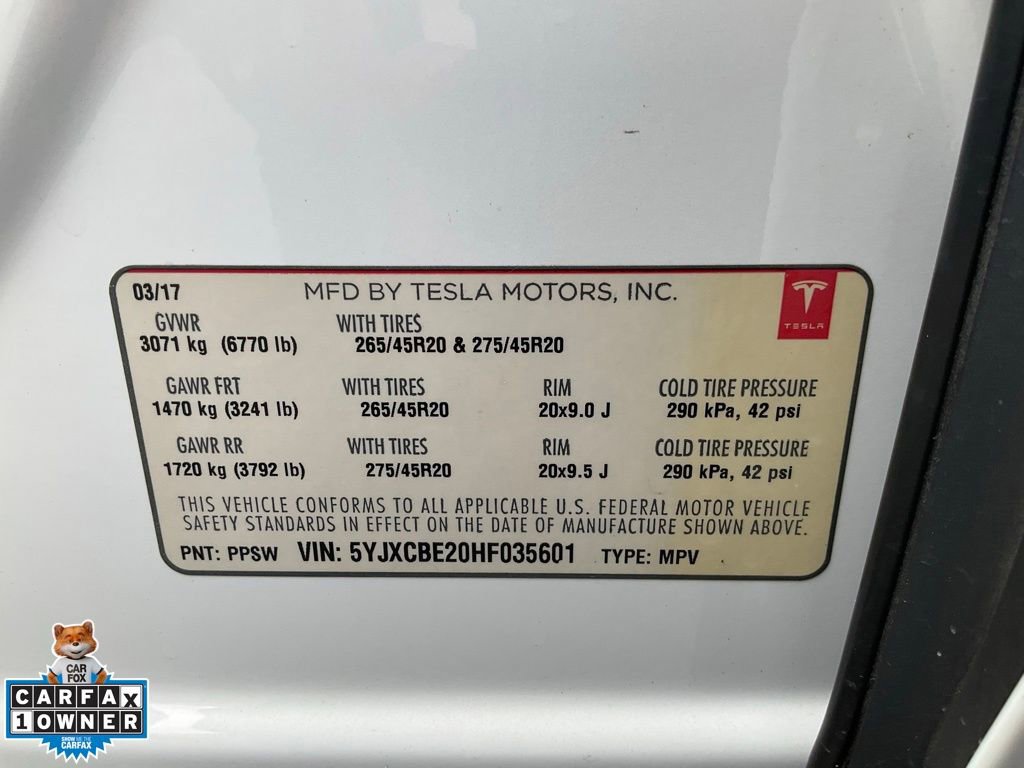 03/17 MFD BY TESLA MOTORS, INC.
TESLA
GVWR WITH TIRES
3071 kg (6770 lb) 265/45R20 & 275/45R20
GAWR FRT WITH TIRES RIM COLD TIRE PRESSURE
1470 kg (3241 lb) 265/45R20 20x9.0 J 290 kPa, 42 psi
GAWR RR WITH TIRES RIM COLD TIRE PRESSURE
1720 kg (3792 lb) 275/45R20 20x9.5 J 290 kPa, 42 psi
THIS VEHICLE CONFORMS TO ALL APPLICABLE U.S. FEDERAL MOTOR VEHICLE
SAFETY STANDARDS IN EFFECT ON THE DATE OF MANUFACTURE SHOWN ABOVE.
PNT: PPSW VIN: 5YJXCBE20HF035601 TYPE: MPV
CAR
FOX
CARFAX
1 OWNER
SHOW ME THE
CARFAX